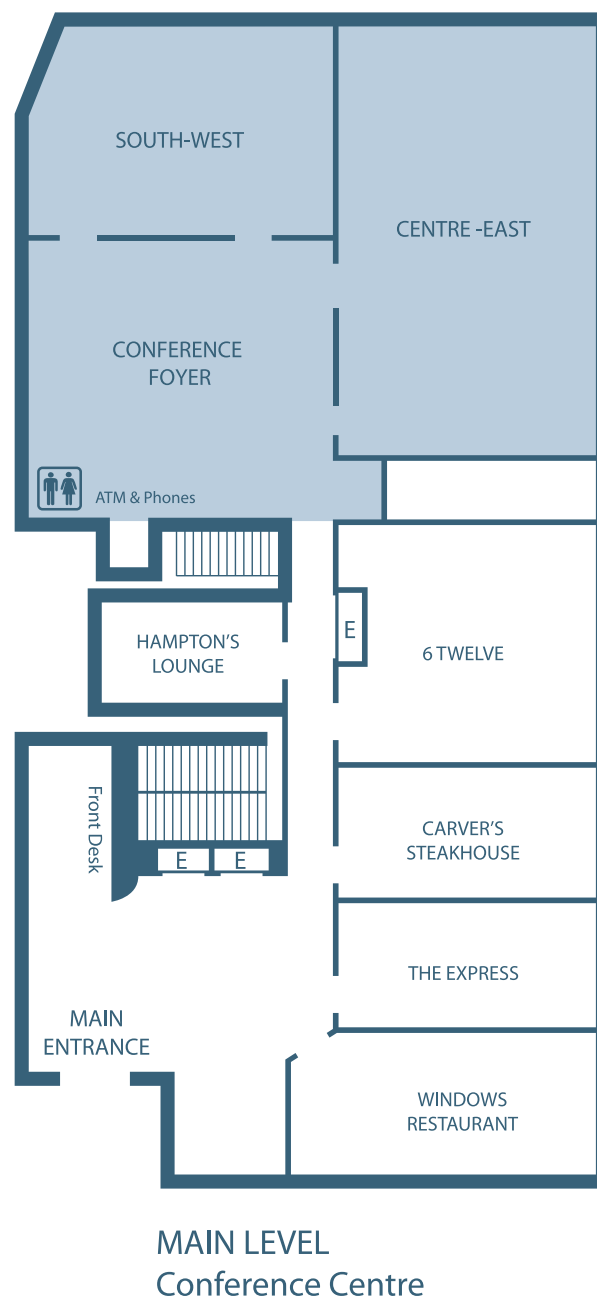 SOUTH-WEST
CENTRE -EAST
CONFERENCE
FOYER
ATM & Phones
E
HAMPTON'S
LOUNGE
6 TWELVE
Front Desk
CARVER'S
STEAKHOUSE
E
E
THE EXPRESS
MAIN
ENTRANCE
WINDOWS
RESTAURANT
MAIN LEVEL
Conference Centre